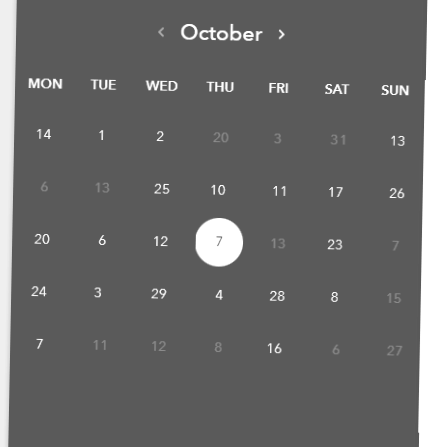 ‹ October ›
MON TUE WED THU FRI SAT SUN
14 1 2 20 3 31 13
6 13 25 10 11 17 26
20 6 12 7 13 23 7
24 3 29 4 28 8 15
7 11 12 8 16 6 27